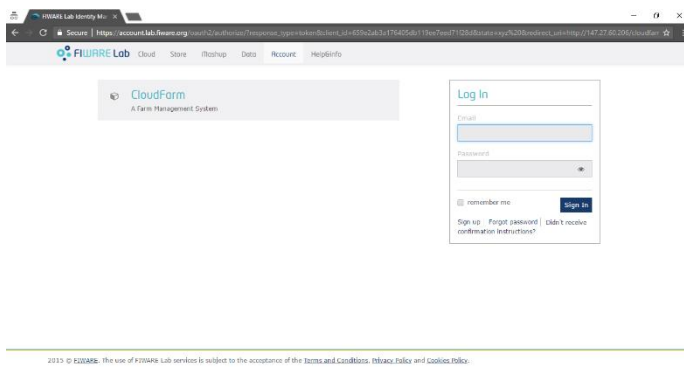 FIWARE Lab Identity Man
Secure | https://account.lab.fiware.org/oauth2/authorize/?response_type=token&client_id=
FIWARE Lab Cloud Store Mashup Data Account Help&info
CloudFarm
A Farm Management System
Log In
Email
Password
remember me
Sign In
Sign up Forgot password Didn't receive
confirmation instructions?
2015 © FIWARE. The use of FIWARE Lab services is subject to the acceptance of the Terms and Conditions, Privacy Policy and Cookies Policy.